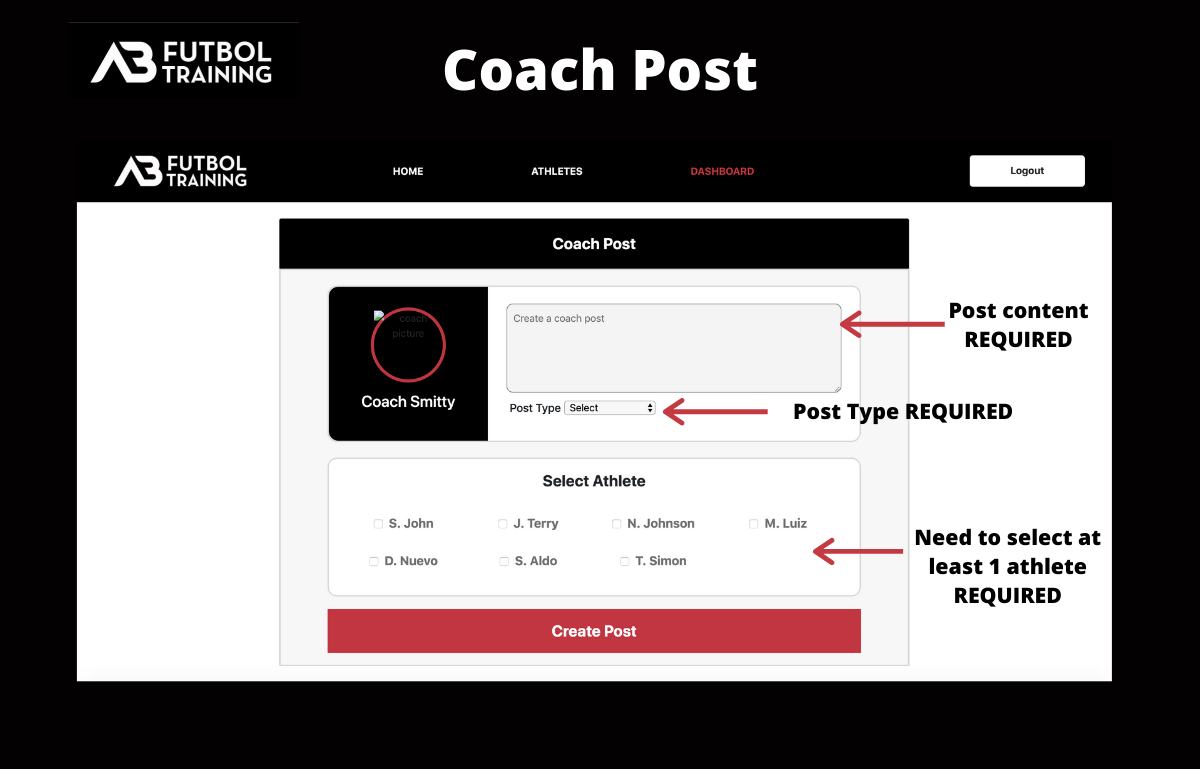 FUTBOL
TRAINING
Coach Post
FUTBOL
TRAINING
HOME
ATHLETES
DASHBOARD
Logout
Coach Post
coach
picture
Coach Smitty
Create a coach post
Post Type
Select
Post content
REQUIRED
Post Type REQUIRED
Select Athlete
S. John
J. Terry
N. Johnson
M. Luiz
D. Nuevo
S. Aldo
T. Simon
Need to select at
least 1 athlete
REQUIRED
Create Post